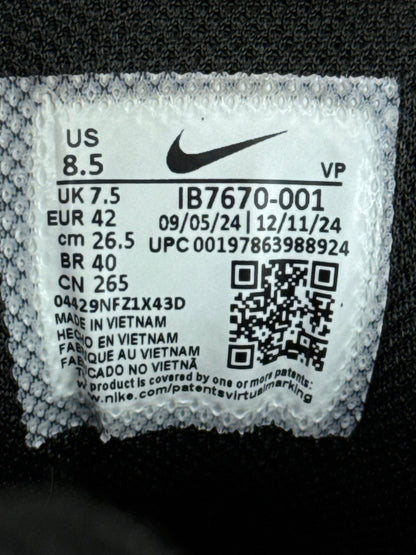 US
8.5
VP
UK 7.5
IB7670-001
EUR 42
09/05/24 | 12/11/24
cm 26.5
UPC 00197863988924
BR 40
CN 265
04429NFZ1X43D
MADE IN VIETNAM
HECHO EN VIETNAM
FABRIQUE AU VIETNAM
FABRICADO NO VIETNÃ
product is covered by one or more patents:
www.nike.com/patentsvirtualmarking